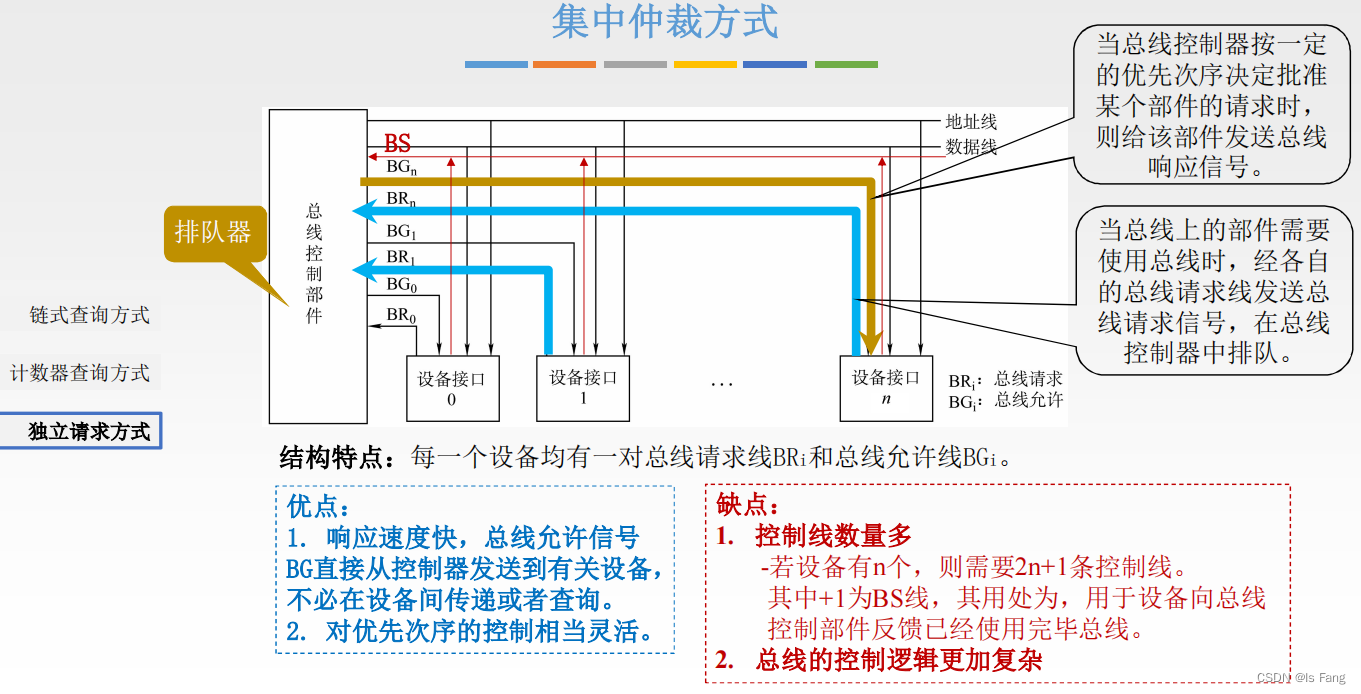 集中仲裁方式
当总线控制器按一定
的优先次序决定批准
某个部件的请求时，
则给该部件发送总线
响应信号。
地址线
数据线
BS
BGn
BRn
BG1
BR1
BG0
BR0
总
线
控
制
部
件
排队器
当总线上的部件需要
使用总线时，经各自
的总线请求线发送总
线请求信号，在总线
控制器中排队。
链式查询方式
计数器查询方式
独立请求方式
设备接口
0
设备接口
1
…
设备接口
n
BRi：总线请求
BGi：总线允许
结构特点：每一个设备均有一对总线请求线BRi和总线允许线BGi。
优点：
1. 响应速度快，总线允许信号
BG直接从控制器发送到有关设备，
不必在设备间传递或者查询。
2. 对优先次序的控制相当灵活。
缺点：
1. 控制线数量多
-若设备有n个，则需要2n+1条控制线。
其中+1为BS线，其用处为，用于设备向总线
控制部件反馈已经使用完毕总线。
2. 总线的控制逻辑更加复杂
CSDN @Is Fang